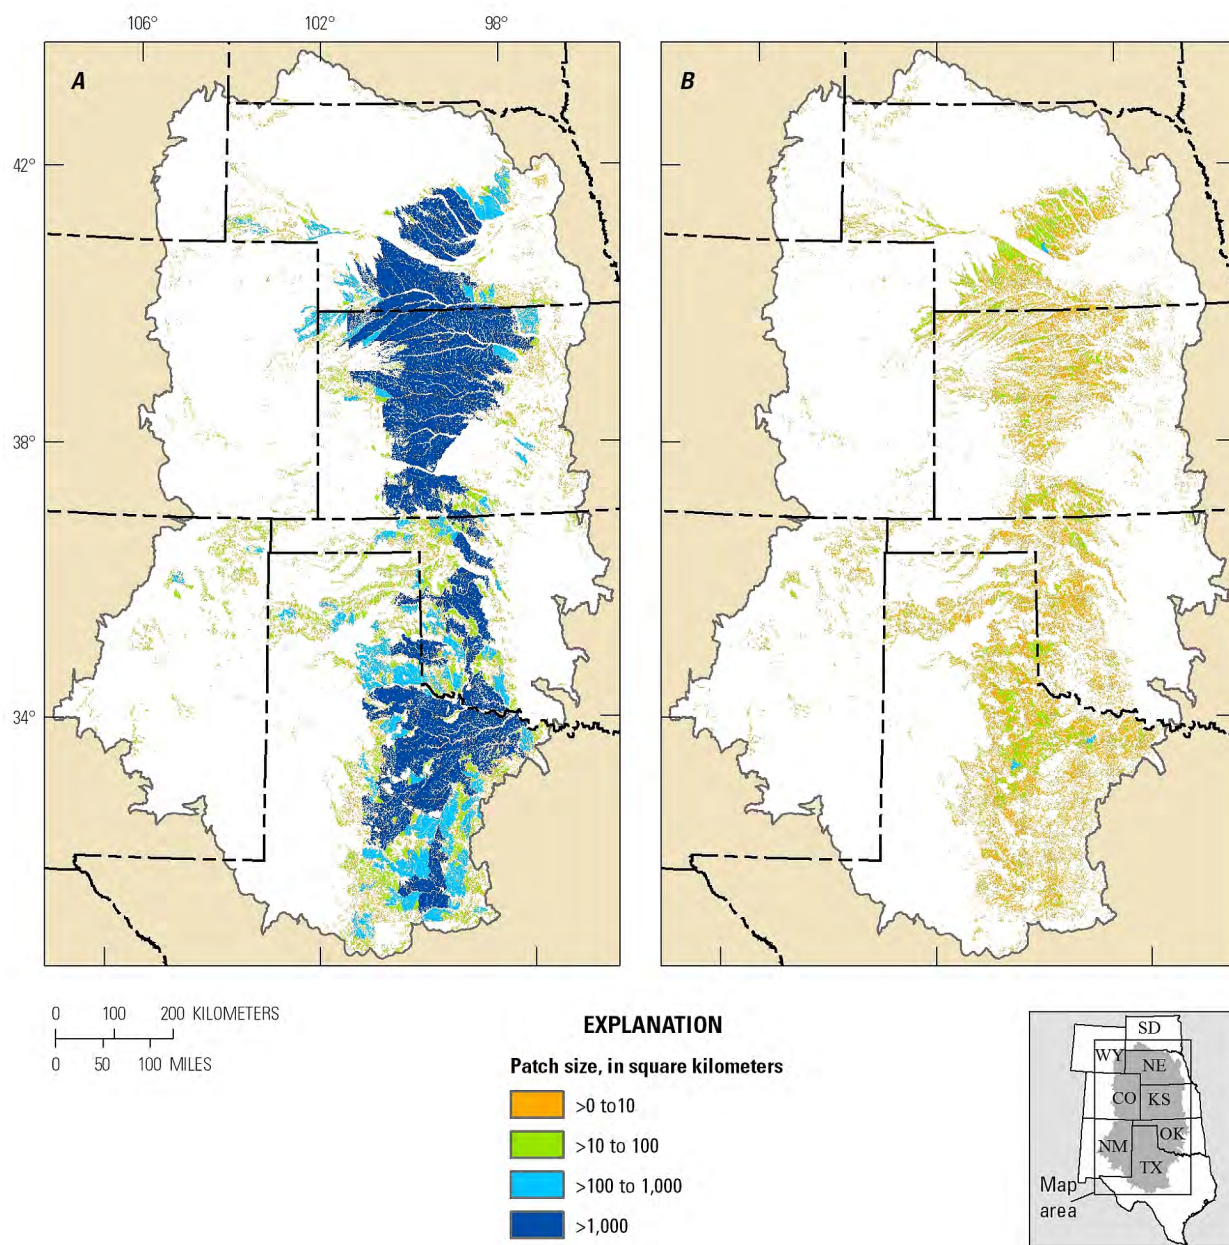 106° 102° 98°
A
B
42°
38°
34°
0 100 200 KILOMETERS
0 50 100 MILES
EXPLANATION
Patch size, in square kilometers
>0 to10
>10 to 100
>100 to 1,000
>1,000
SD
WY
NE
CO
KS
NM
OK
TX
Map
area